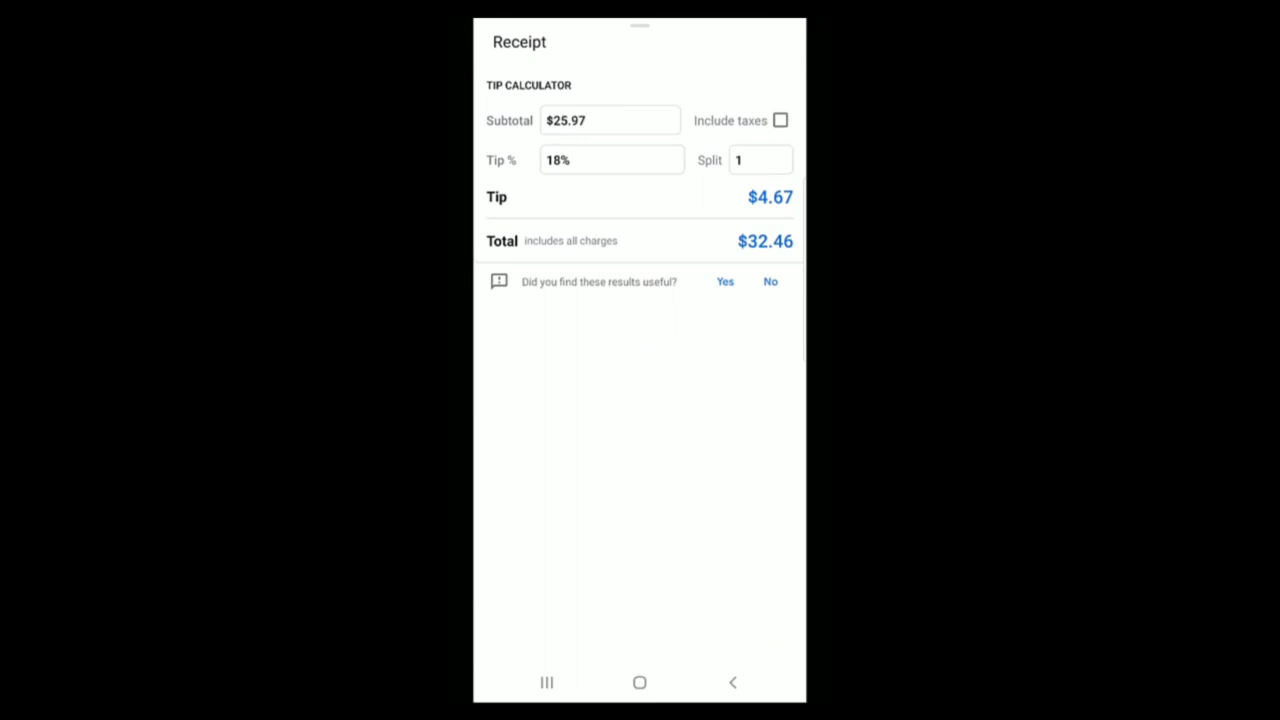 Receipt
TIP CALCULATOR
Subtotal $25.97 Include taxes
Tip % 18% Split 1
Tip $4.67
Total includes all charges $32.46
Did you find these results useful? Yes No